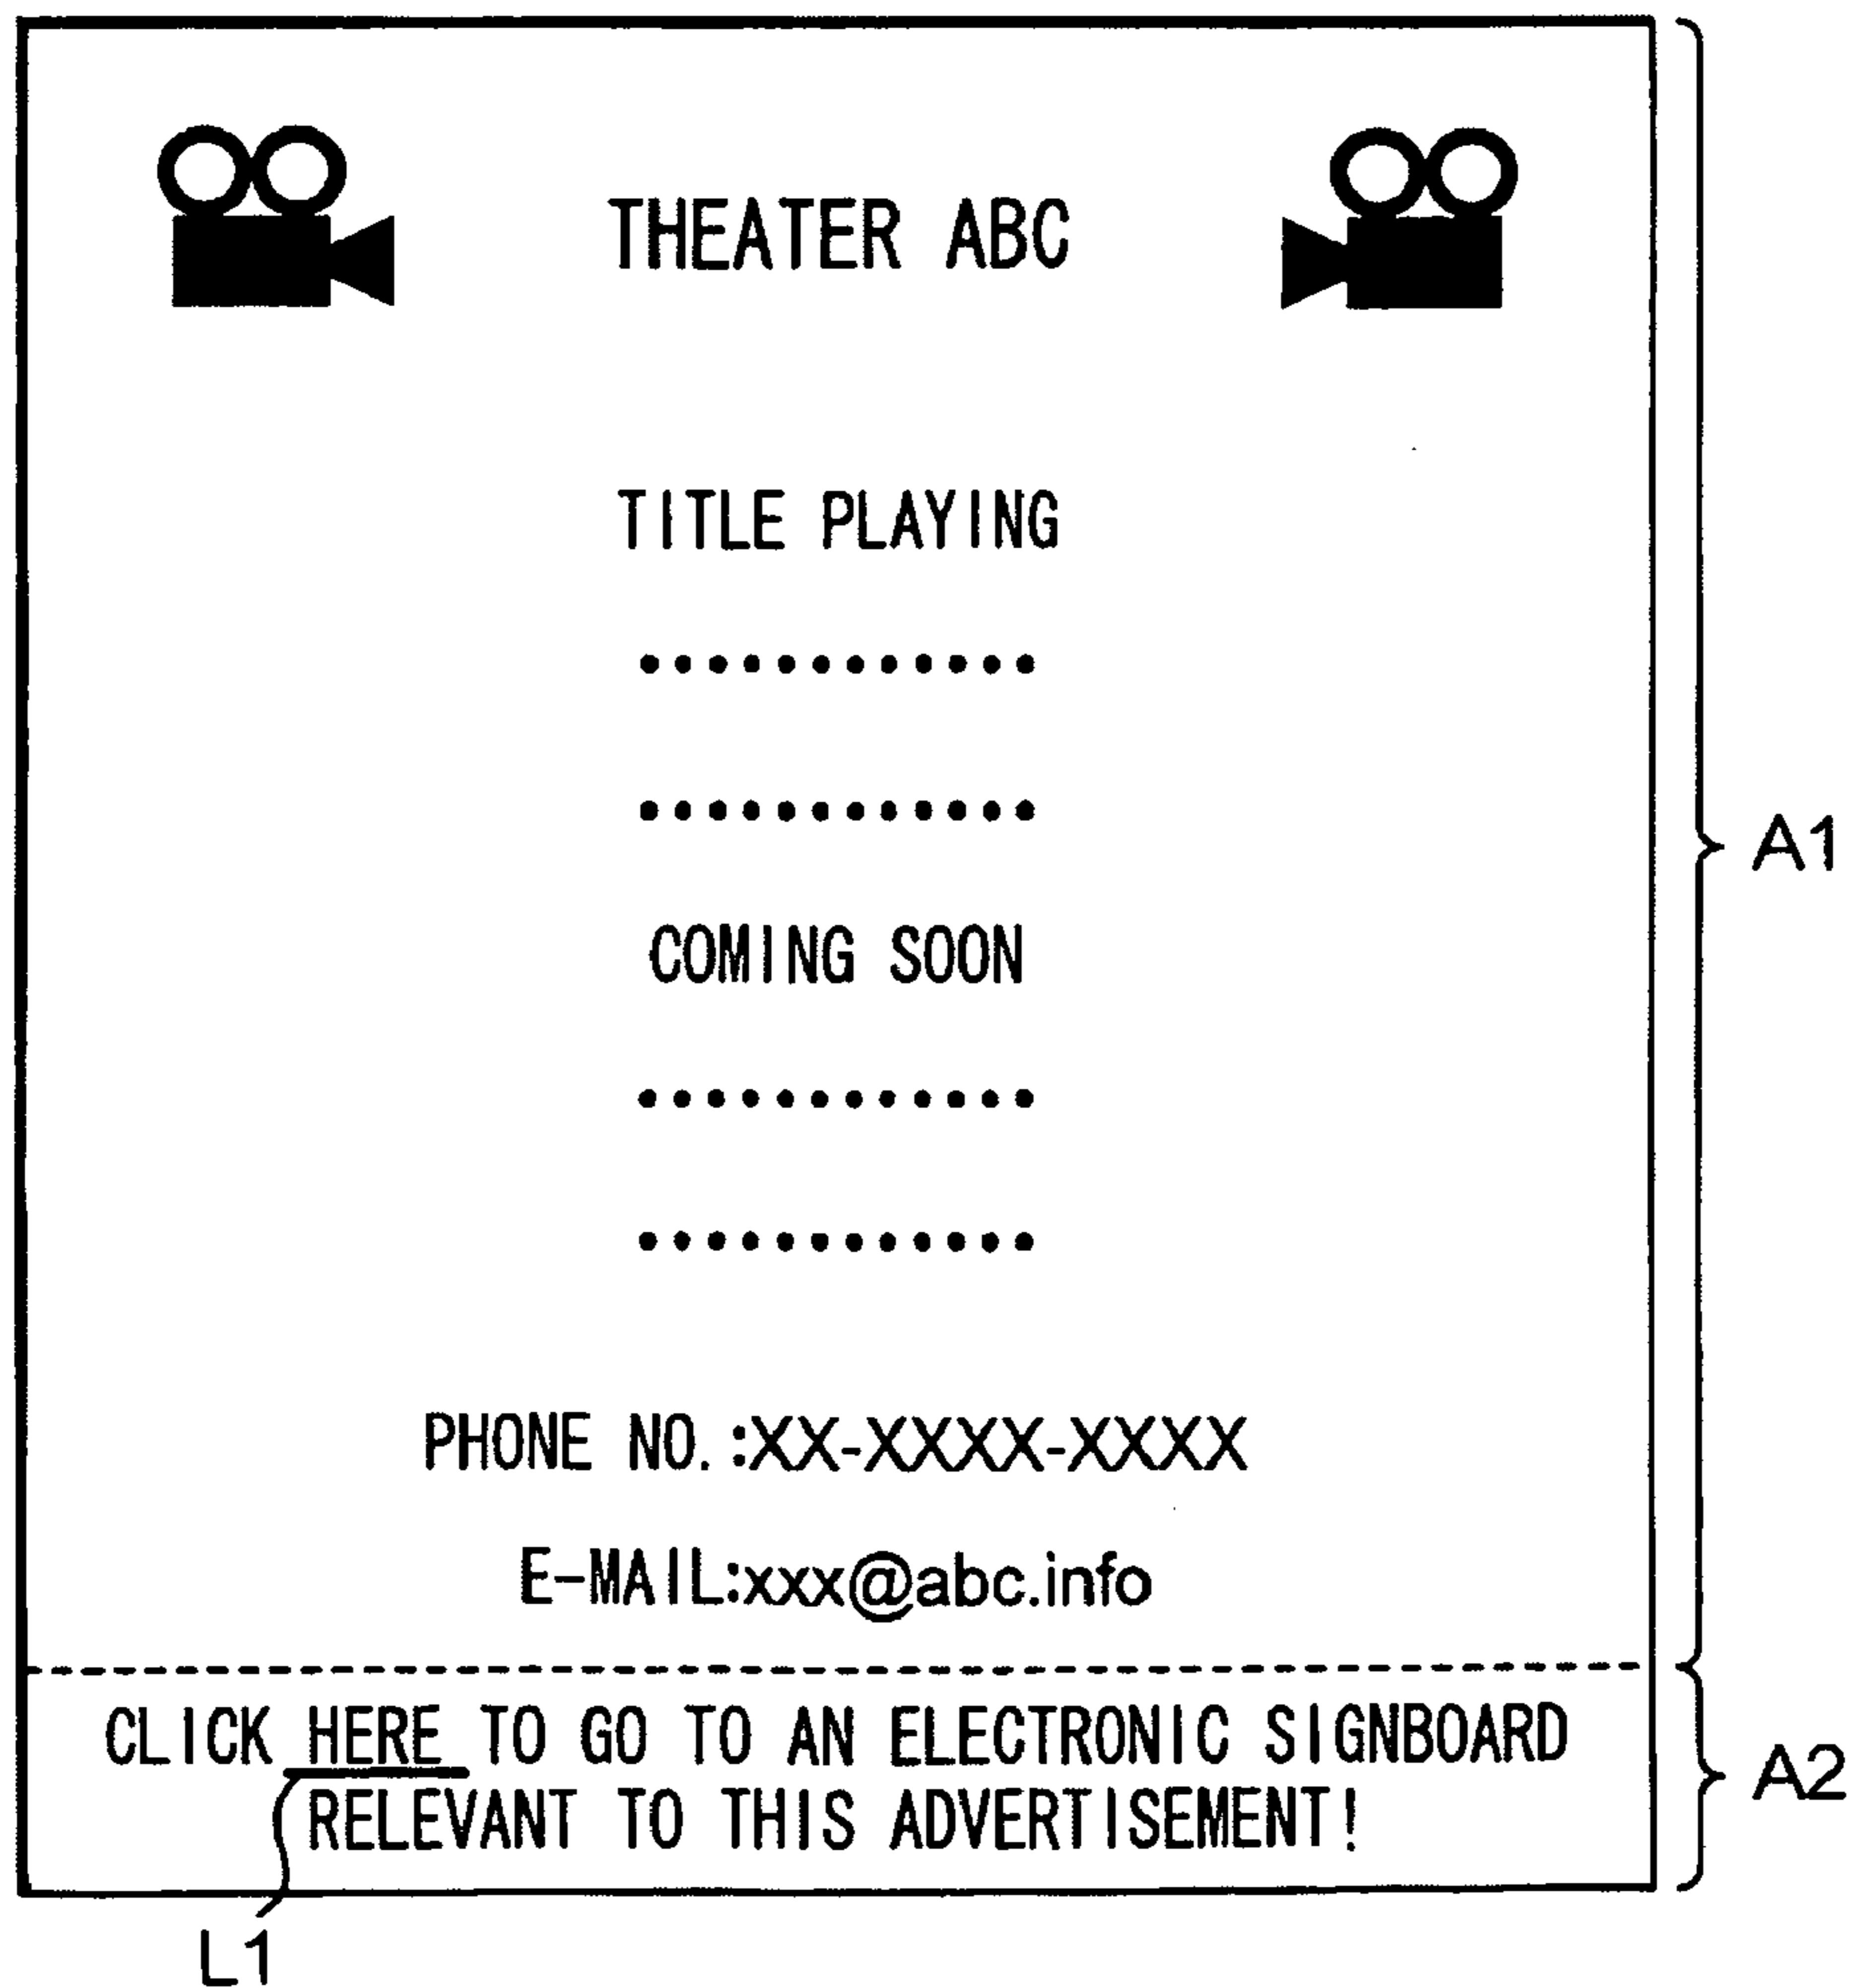 THEATER ABC
TITLE PLAYING
••••••••••••
••••••••••••
A1
COMING SOON
••••••••••••
••••••••••••
PHONE NO.:XX-XXXX-XXXX
E-MAIL:xxx@abc.info
CLICK HERE TO GO TO AN ELECTRONIC SIGNBOARD
A2
RELEVANT TO THIS ADVERTISEMENT!
L1